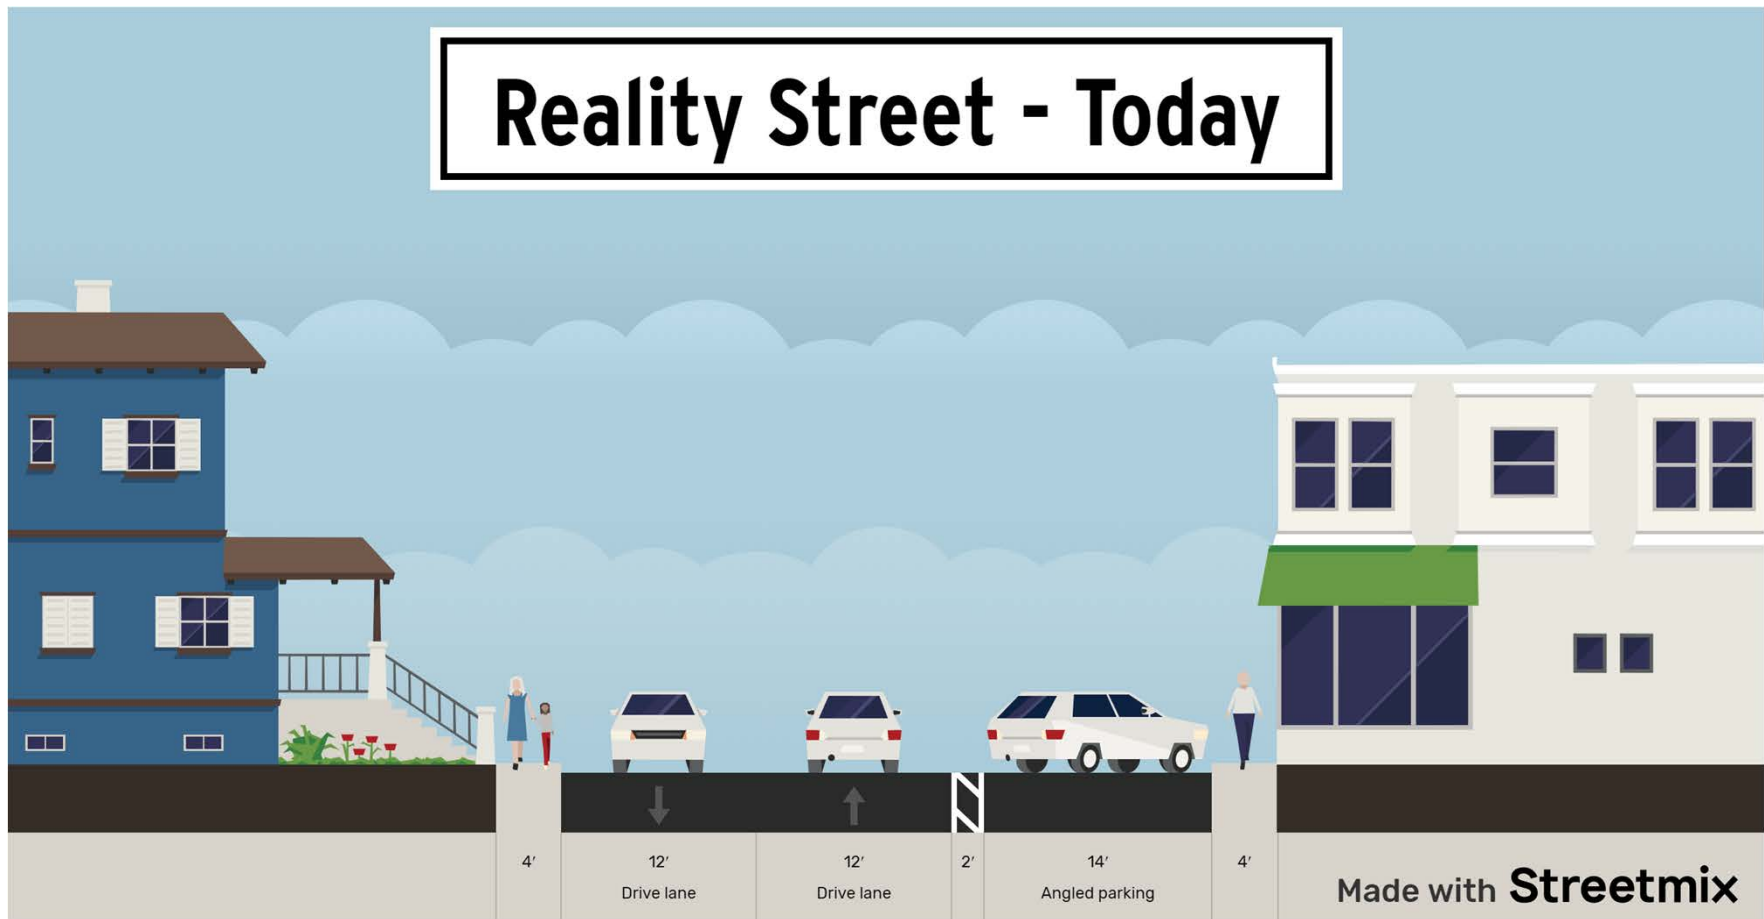 Reality Street - Today
4′ 12′ 12′ 2′ 14′ 4′
Drive lane Drive lane Angled parking
Made with Streetmix